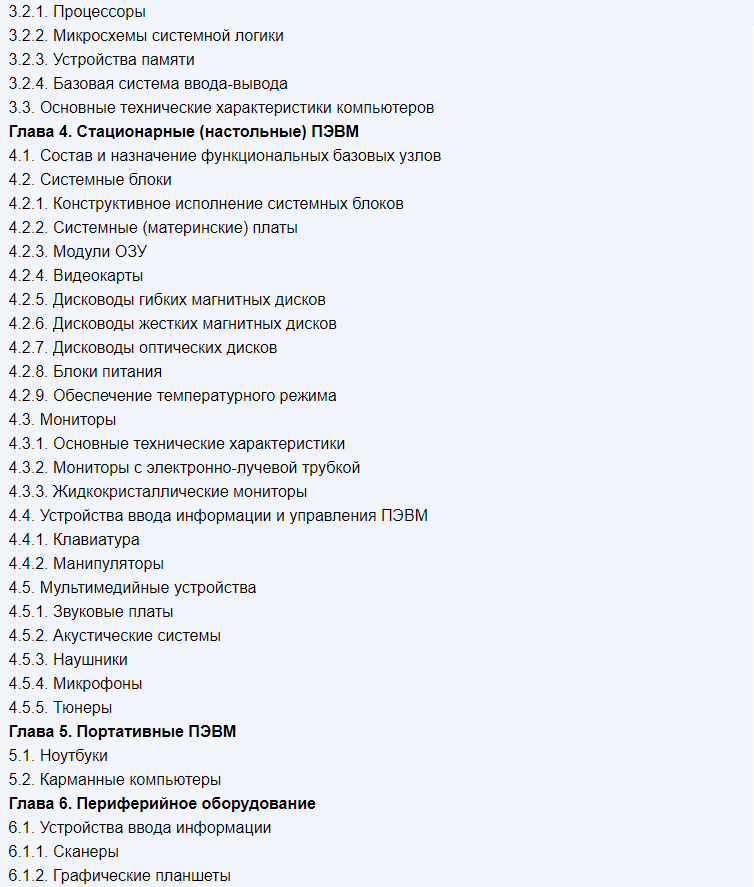 3.2.1. Процессоры
3.2.2. Микросхемы системной логики
3.2.3. Устройства памяти
3.2.4. Базовая система ввода-вывода
3.3. Основные технические характеристики компьютеров
Глава 4. Стационарные (настольные) ПЭВМ
4.1. Состав и назначение функциональных базовых узлов
4.2. Системные блоки
4.2.1. Конструктивное исполнение системных блоков
4.2.2. Системные (материнские) платы
4.2.3. Модули ОЗУ
4.2.4. Видеокарты
4.2.5. Дисководы гибких магнитных дисков
4.2.6. Дисководы жестких магнитных дисков
4.2.7. Дисководы оптических дисков
4.2.8. Блоки питания
4.2.9. Обеспечение температурного режима
4.3. Мониторы
4.3.1. Основные технические характеристики
4.3.2. Мониторы с электронно-лучевой трубкой
4.3.3. Жидкокристаллические мониторы
4.4. Устройства ввода информации и управления ПЭВМ
4.4.1. Клавиатура
4.4.2. Манипуляторы
4.5. Мультимедийные устройства
4.5.1. Звуковые платы
4.5.2. Акустические системы
4.5.3. Наушники
4.5.4. Микрофоны
4.5.5. Тюнеры
Глава 5. Портативные ПЭВМ
5.1. Ноутбуки
5.2. Карманные компьютеры
Глава 6. Периферийное оборудование
6.1. Устройства ввода информации
6.1.1. Сканеры
6.1.2. Графические планшеты